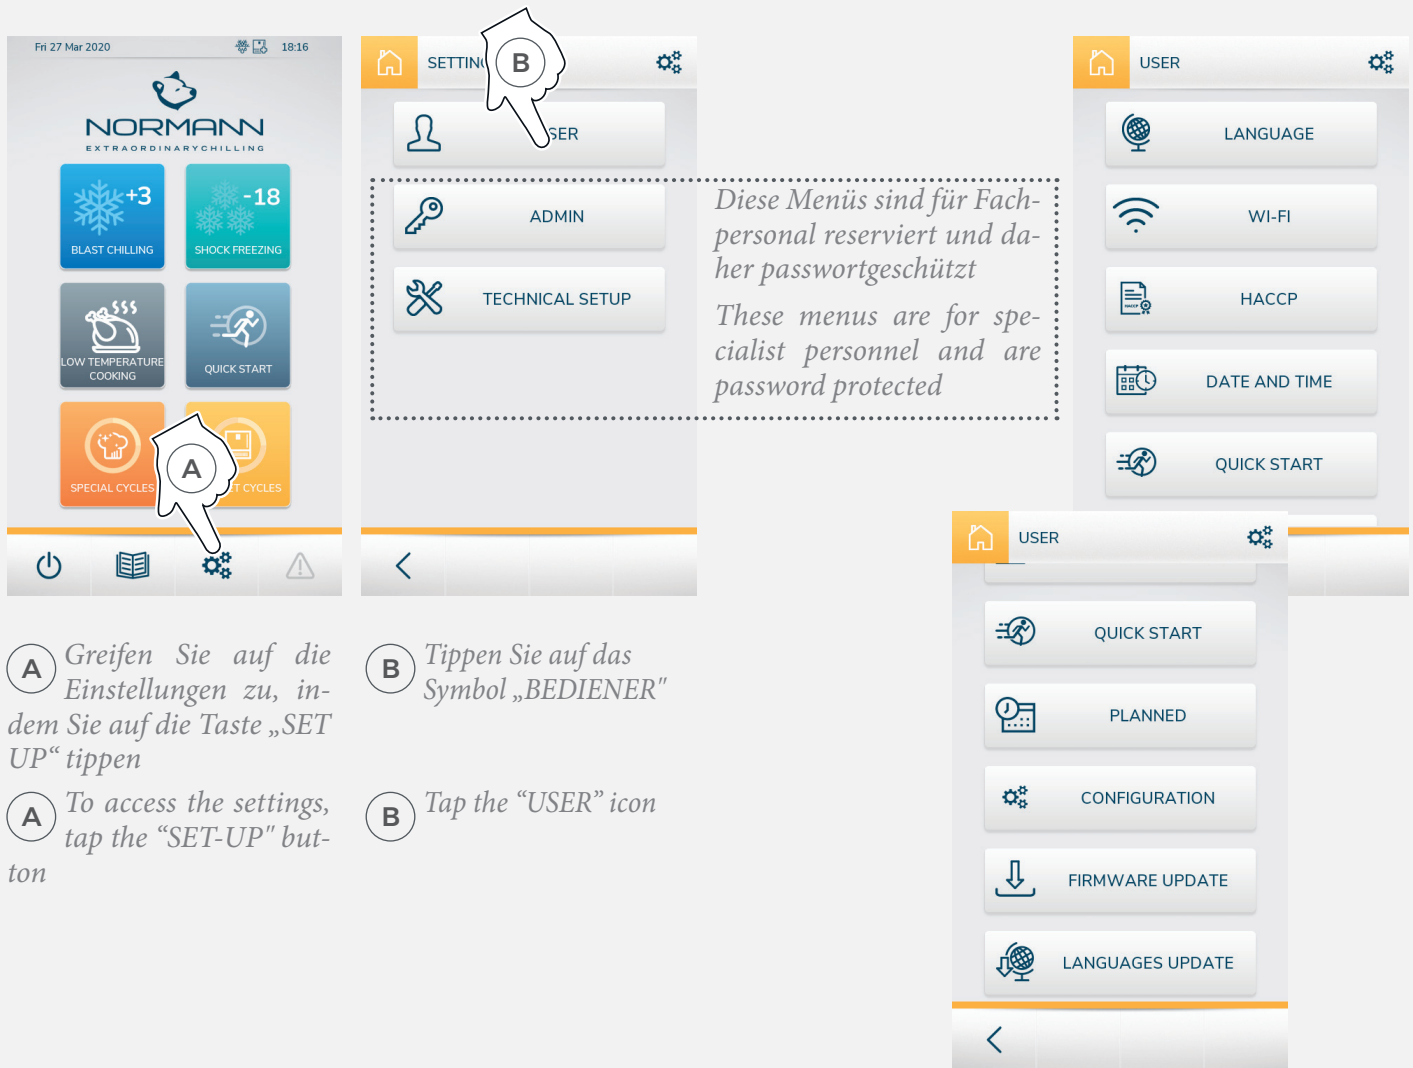 Fri 27 Mar 2020
18:16
NORMANN
EXTRAORDINARYCHILLING
+3
BLAST CHILLING
-18
SHOCK FREEZING
LOW TEMPERATURE
COOKING
QUICK START
SPECIAL CYCLES
CYCLES
A
SETTIN
B
SER
ADMIN
TECHNICAL SETUP
Diese Menüs sind für Fach-
personal reserviert und da-
her passwortgeschützt
These menus are for spe-
cialist personnel and are
password protected
USER
LANGUAGE
WI-FI
HACCP
HACCP
DATE AND TIME
QUICK START
USER
QUICK START
PLANNED
CONFIGURATION
FIRMWARE UPDATE
LANGUAGES UPDATE
A Greifen Sie auf die
Einstellungen zu, in-
dem Sie auf die Taste „SET
UP“ tippen
A To access the settings,
tap the “SET-UP" but-
ton
B Tippen Sie auf das
Symbol „BEDIENER"
B Tap the “USER” icon